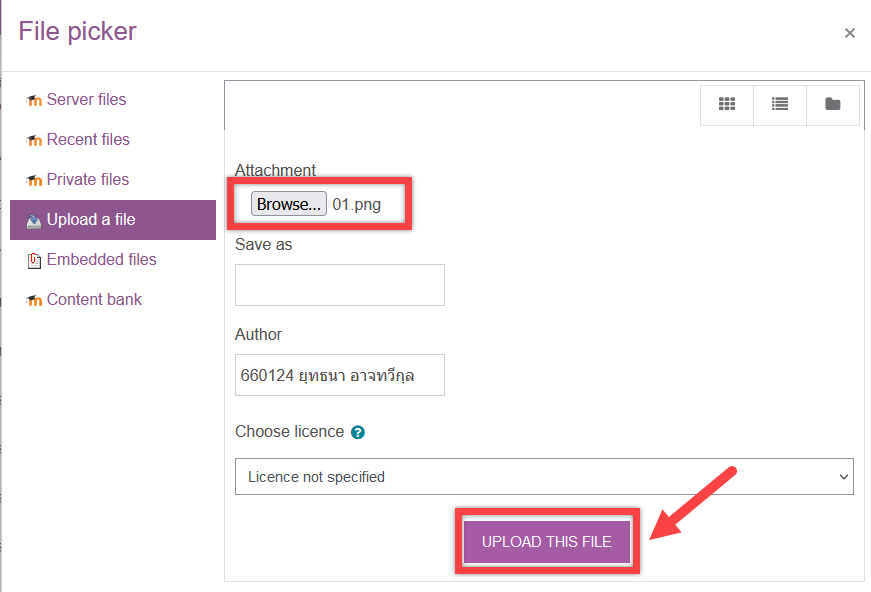 File picker
×
Server files
Recent files
Private files
Upload a file
Embedded files
Content bank
Attachment
Browse... 01.png
Save as
Author
660124 ยุทธนา อาจทวีกุล
Choose licence ?
Licence not specified
UPLOAD THIS FILE